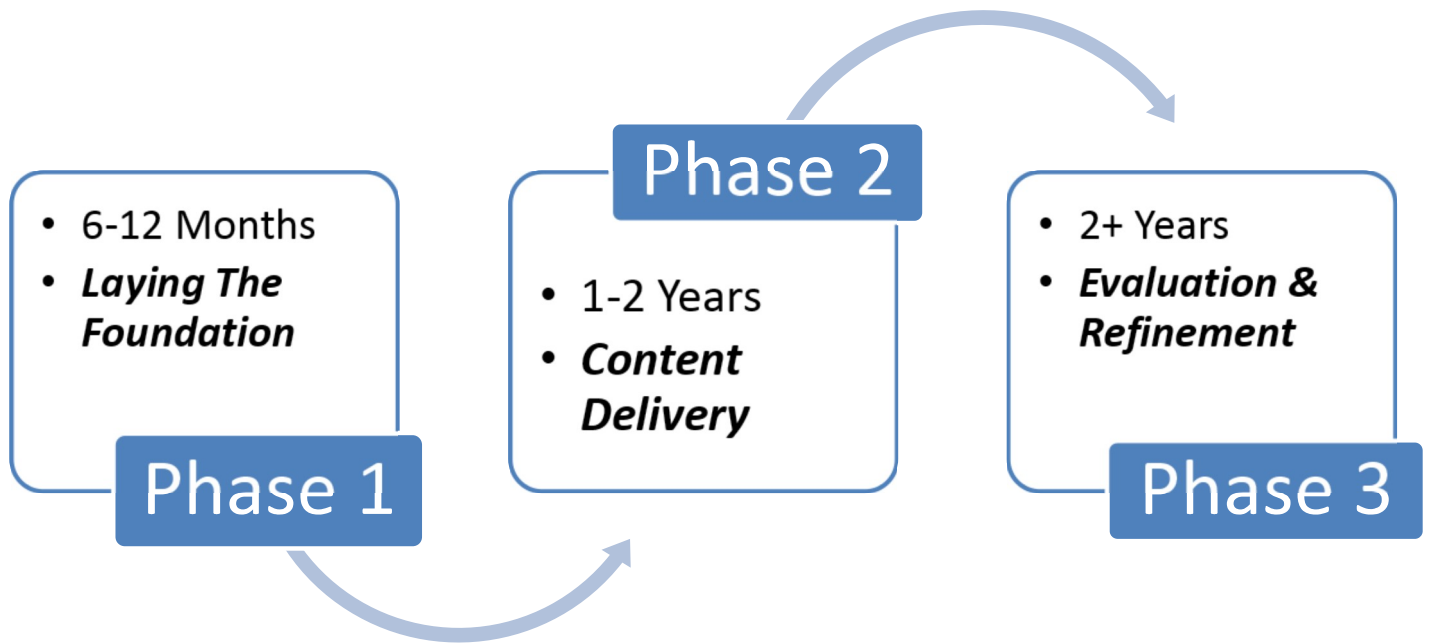 • 6-12 Months
• Laying The
Foundation
Phase 1
Phase 2
• 1-2 Years
• Content
Delivery
• 2+ Years
• Evaluation &
Refinement
Phase 3